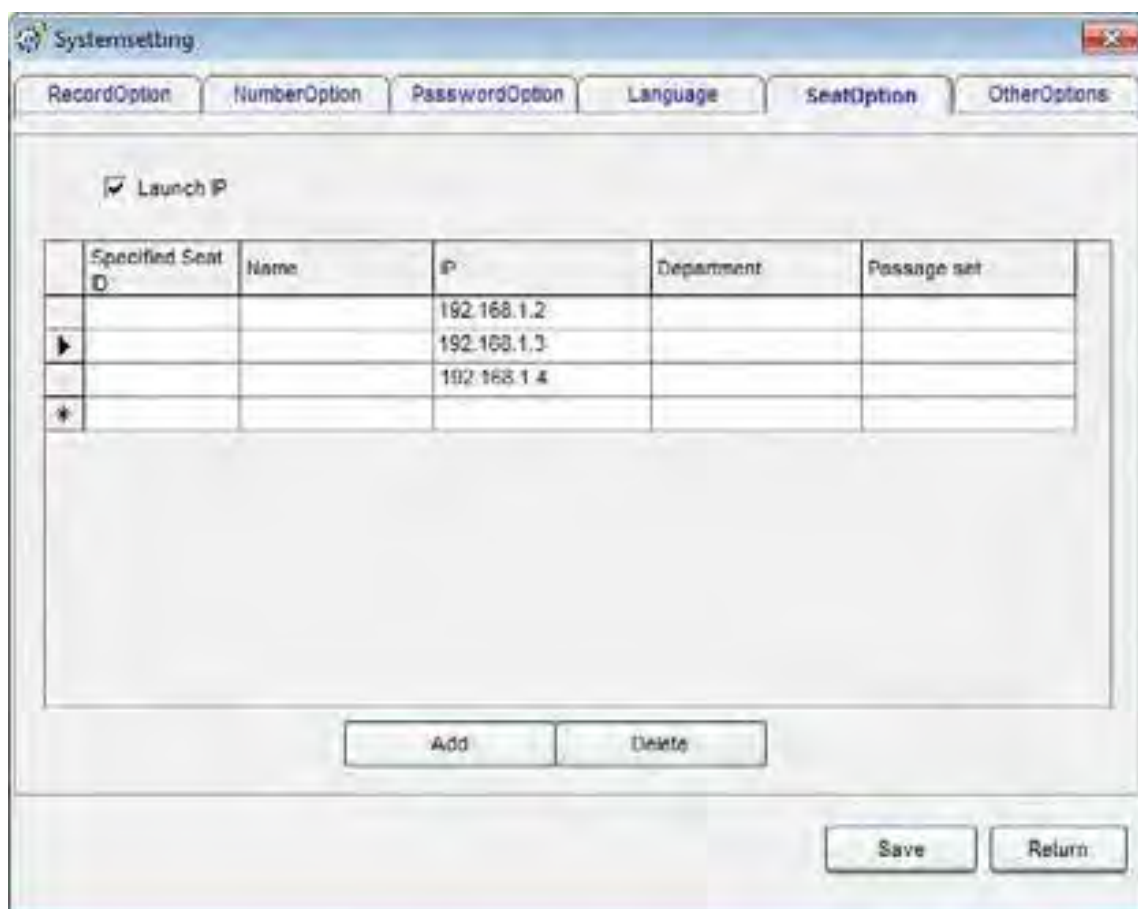 Systemsetting
RecordOption NumberOption PasswordOption Language SeatOption OtherOptions
Launch IP
Specified Seat ID Name IP Department Passage set
192.168.1.2
192.168.1.3
192.168.1.4
Add Delete
Save Return